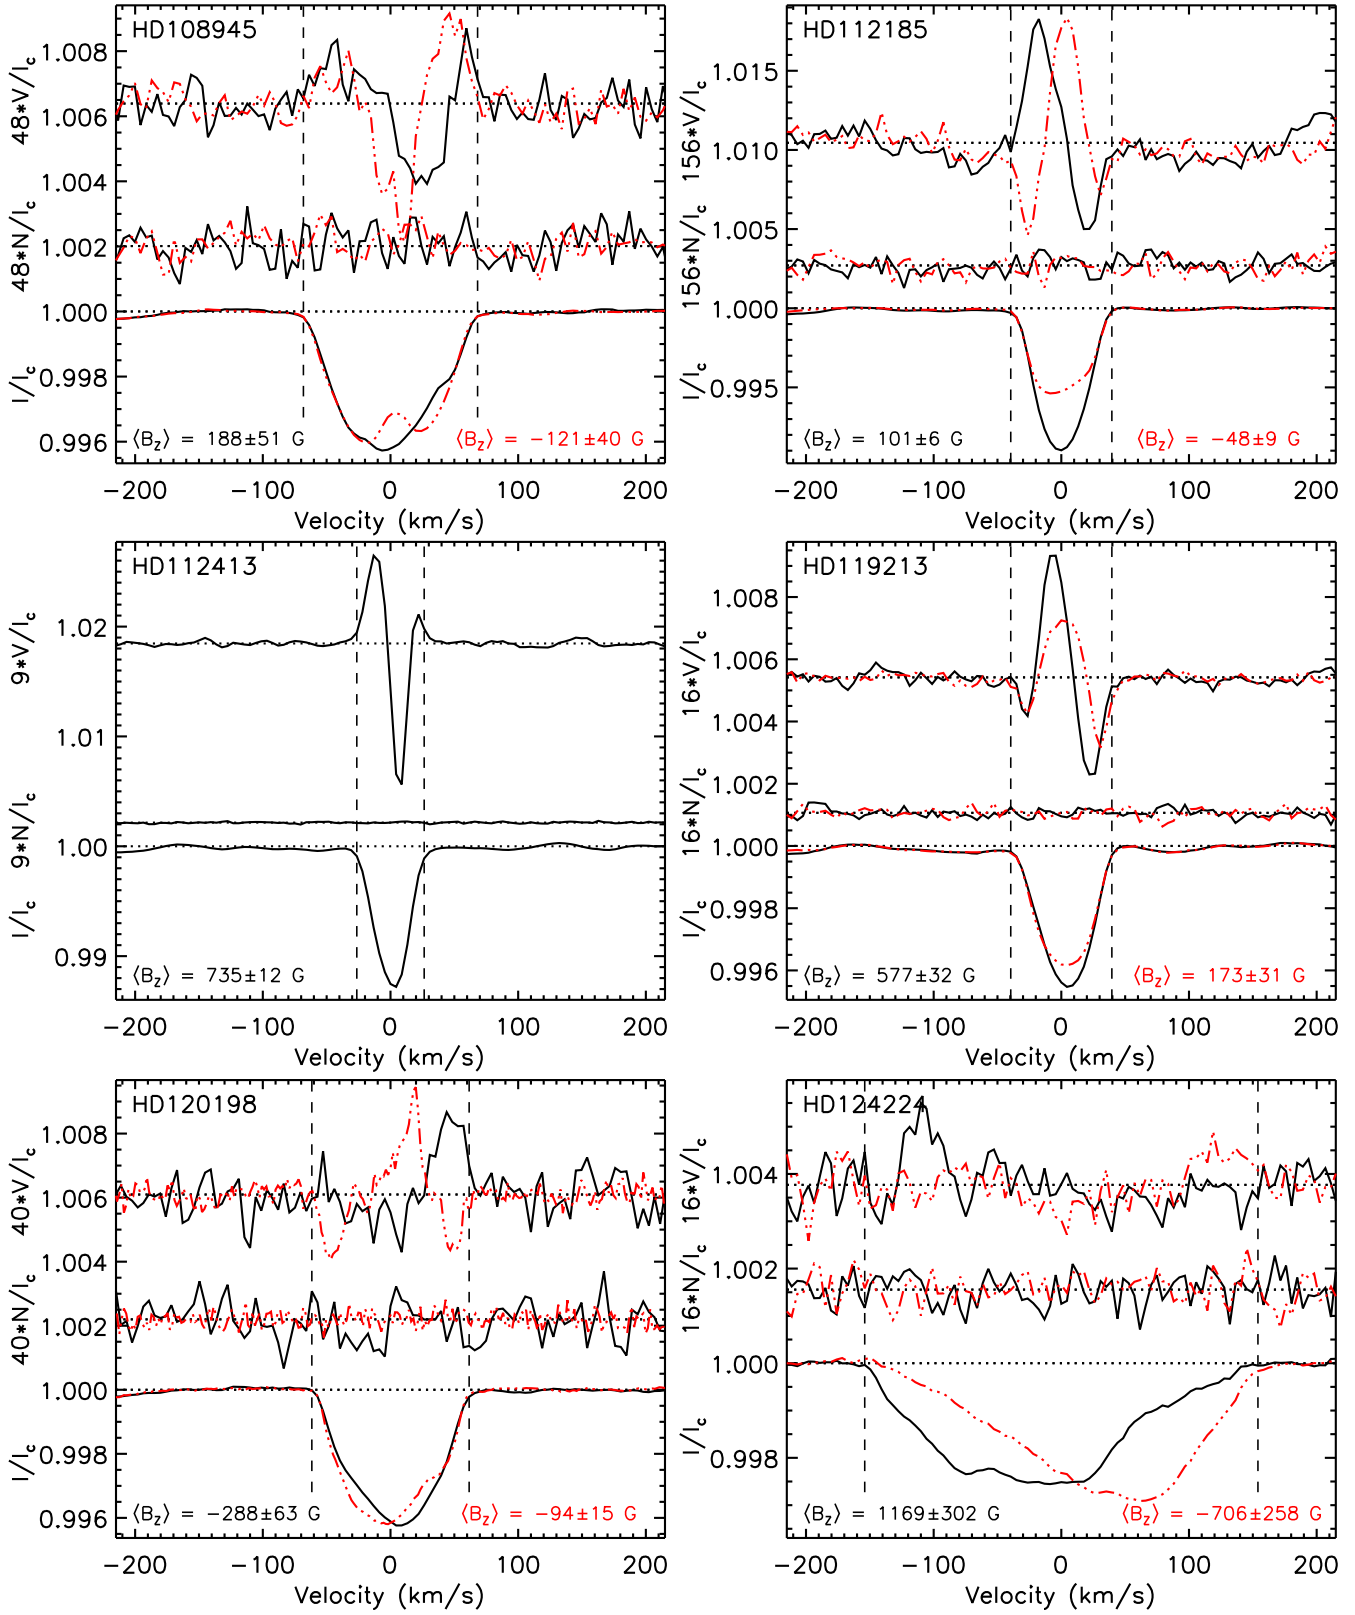 HD108945
48*V/Ic
48*N/Ic
I/Ic
1.008
1.006
1.004
1.002
1.000
0.998
0.996
⟨Bz⟩ = 188±51 G
⟨Bz⟩ = −121±40 G
−200 −100 0 100 200
Velocity (km/s)
HD112185
156*V/Ic
156*N/Ic
I/Ic
1.015
1.010
1.005
1.000
0.995
⟨Bz⟩ = 101±6 G
⟨Bz⟩ = −48±9 G
−200 −100 0 100 200
Velocity (km/s)
HD112413
9*V/Ic
9*N/Ic
I/Ic
1.02
1.01
1.00
0.99
⟨Bz⟩ = 735±12 G
−200 −100 0 100 200
Velocity (km/s)
HD119213
16*V/Ic
16*N/Ic
I/Ic
1.008
1.006
1.004
1.002
1.000
0.998
0.996
⟨Bz⟩ = 577±32 G
⟨Bz⟩ = 173±31 G
−200 −100 0 100 200
Velocity (km/s)
HD120198
40*V/Ic
40*N/Ic
I/Ic
1.008
1.006
1.004
1.002
1.000
0.998
0.996
⟨Bz⟩ = −288±63 G
⟨Bz⟩ = −94±15 G
−200 −100 0 100 200
Velocity (km/s)
HD124224
16*V/Ic
16*N/Ic
I/Ic
1.004
1.002
1.000
0.998
⟨Bz⟩ = 1169±302 G
⟨Bz⟩ = −706±258 G
−200 −100 0 100 200
Velocity (km/s)